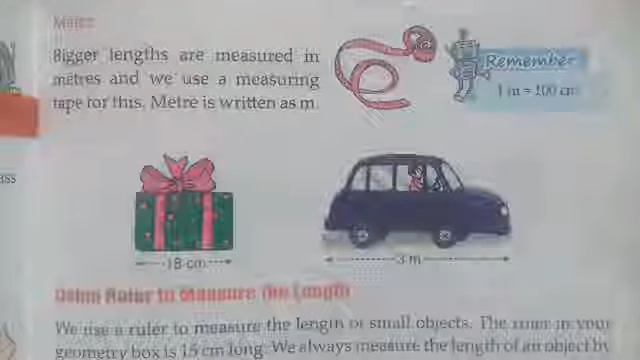 Metre
Bigger lengths are measured in
metres and we use a measuring
tape for this. Metre is written as m.
Remember
1 m = 100 cm
ass
18 cm
3 m
Using Ruler to Measure the Length
We use a ruler to measure the length of small objects. The ruler in your
geometry box is 15 cm long. We always measure the length of an object by